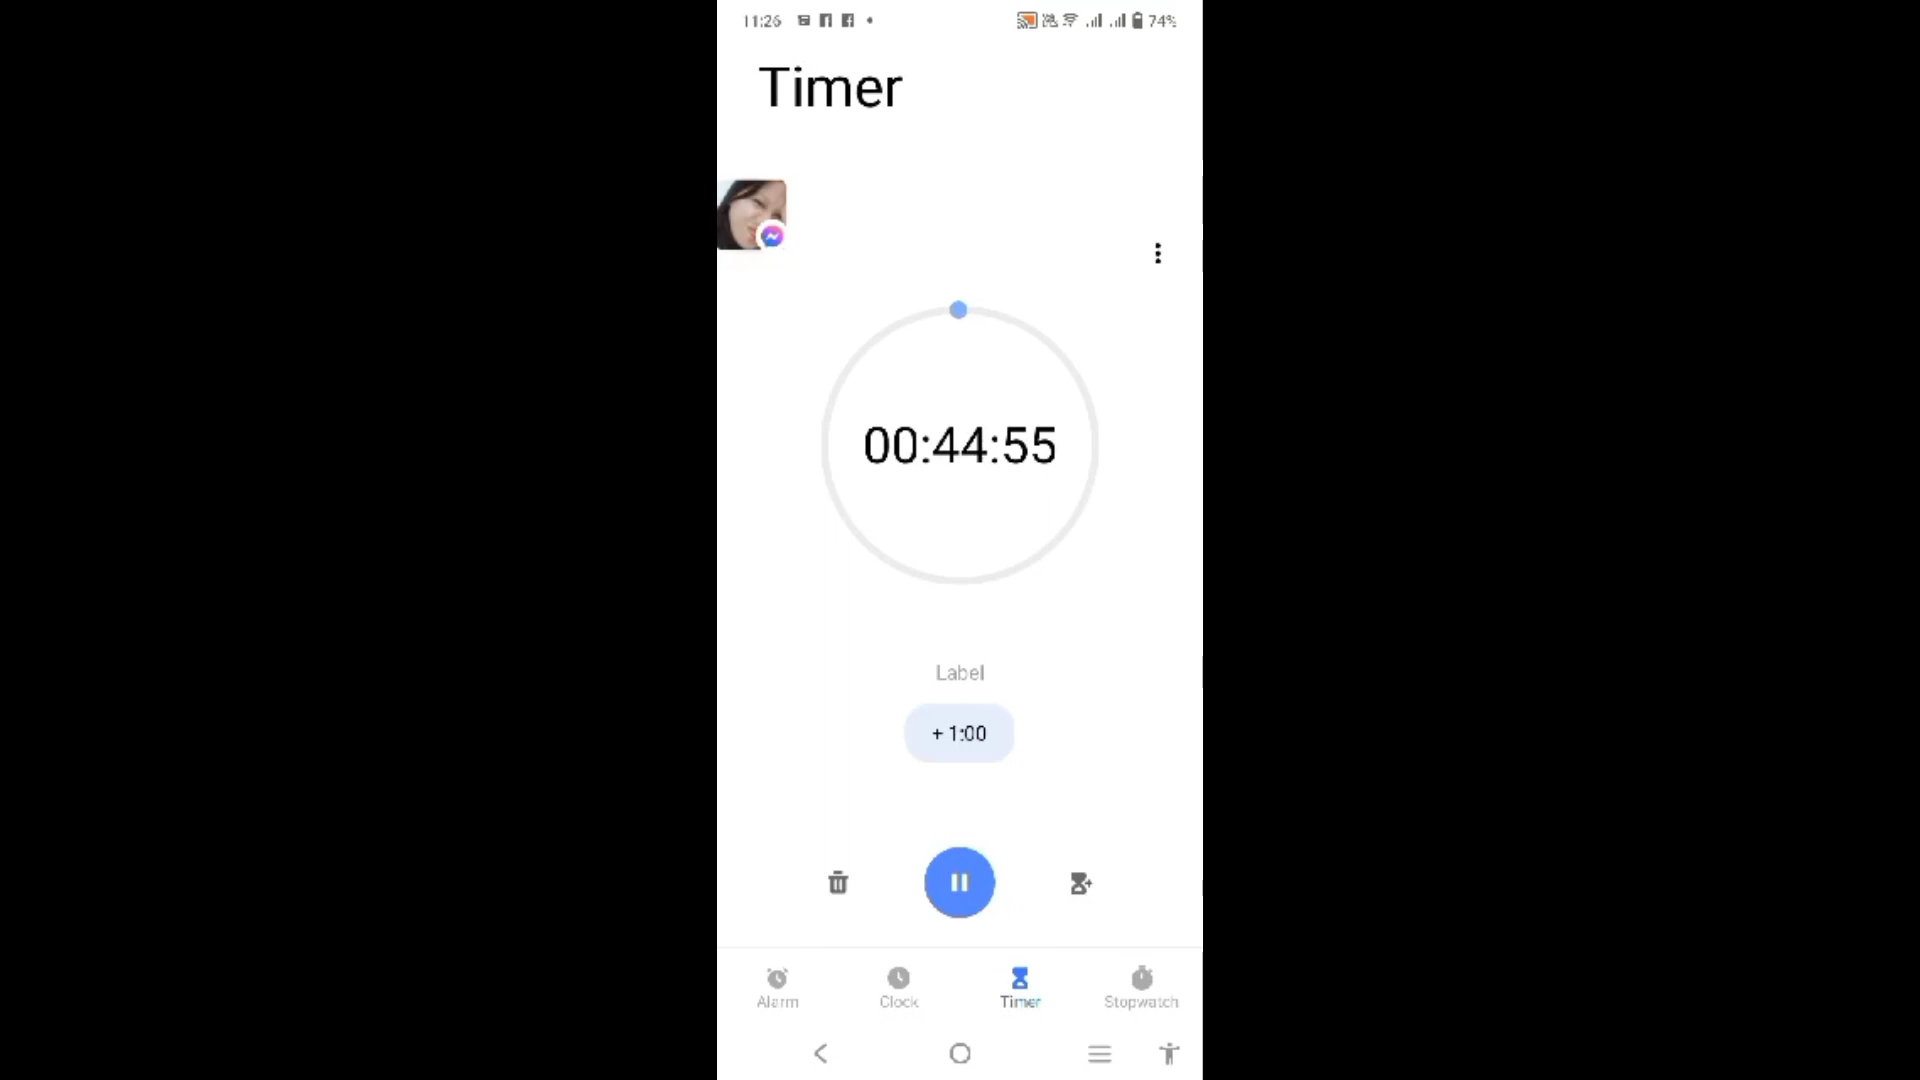 11:26
74%
Timer
00:44:55
Label
+ 1:00
Alarm
Clock
Timer
Stopwatch